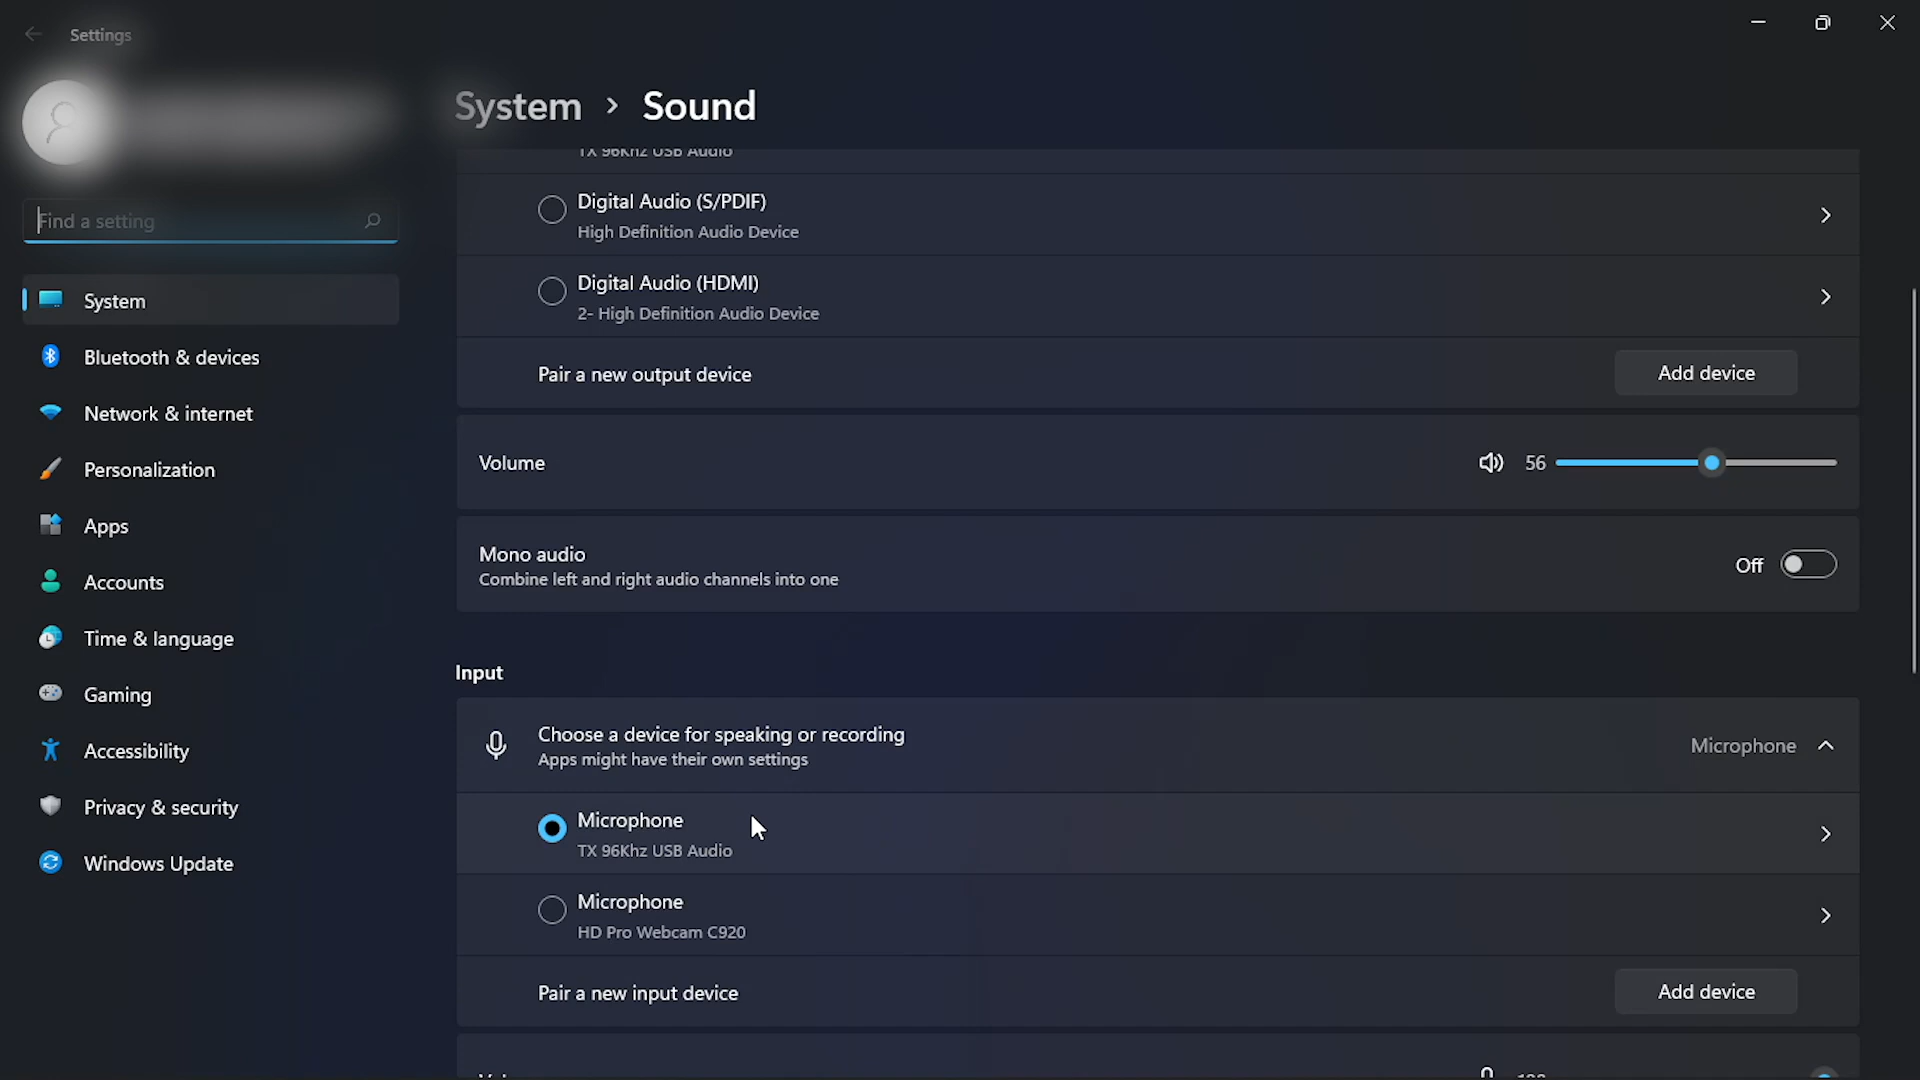 Settings
System > Sound
TX 96Khz USB Audio
Find a setting
Digital Audio (S/PDIF)
High Definition Audio Device
Digital Audio (HDMI)
2- High Definition Audio Device
Pair a new output device
Add device
Volume
56
Mono audio
Combine left and right audio channels into one
Off
Input
Choose a device for speaking or recording
Apps might have their own settings
Microphone
Microphone
TX 96Khz USB Audio
Microphone
HD Pro Webcam C920
Pair a new input device
Add device
System
Bluetooth & devices
Network & internet
Personalization
Apps
Accounts
Time & language
Gaming
Accessibility
Privacy & security
Windows Update